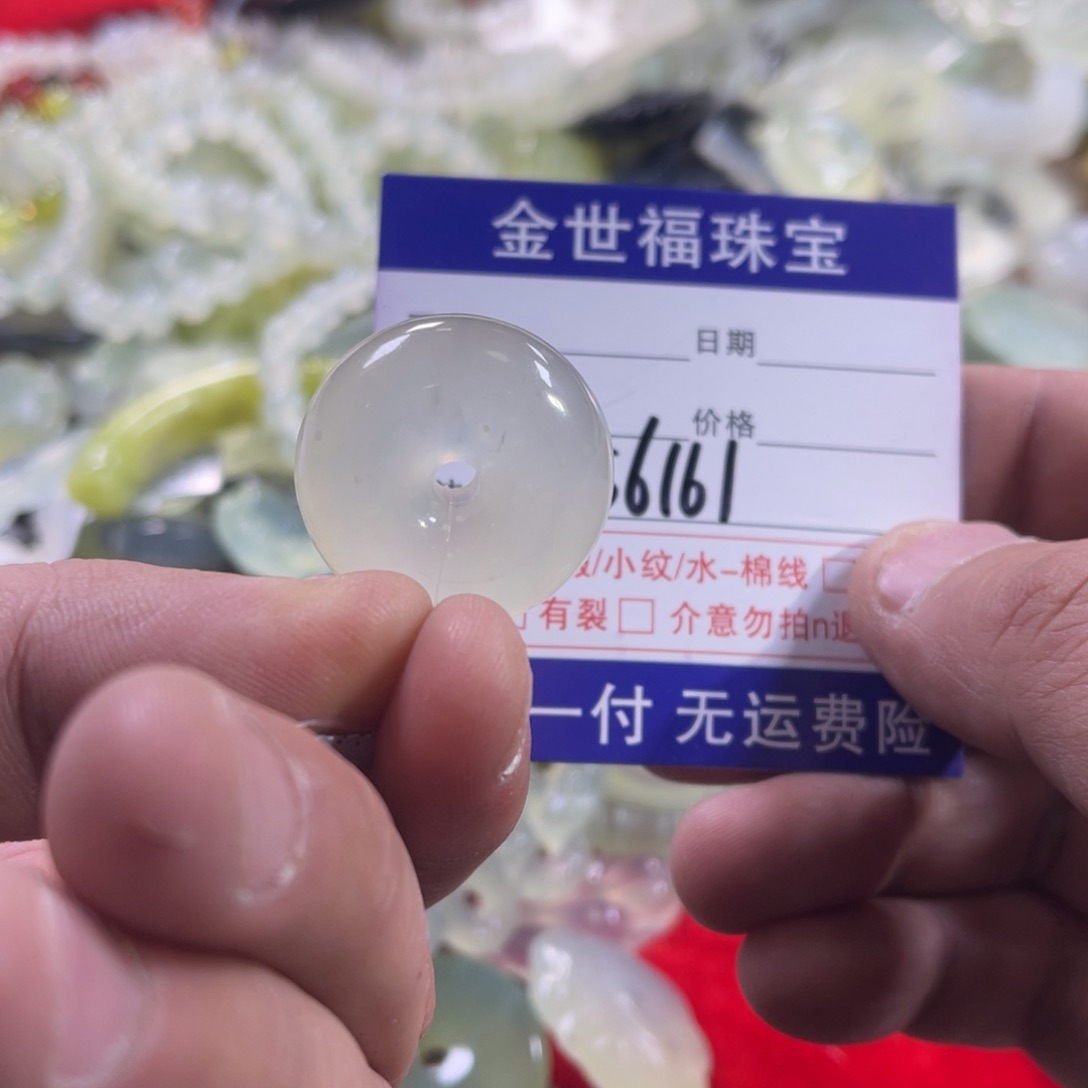 金世福珠宝
日期
价格
6161
/小纹/水-棉线 □
有裂□ 介意勿拍n退
一付 无运费险